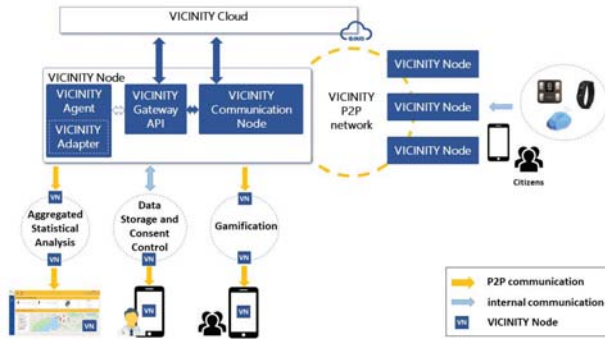 VICINITY Cloud
VICINITY Node
VICINITY
Agent
VICINITY
Adapter
VICINITY
Gateway
API
VICINITY
Communication
Node
VICINITY
P2P
network
VICINITY Node
VICINITY Node
VICINITY Node
Citizens
VN
Aggregated
Statistical
Analysis
VN
VN
VN
Data
Storage and
Consent
Control
VN
VN
VN
Gamification
VN
VN
P2P communication
internal communication
VN
VICINITY Node